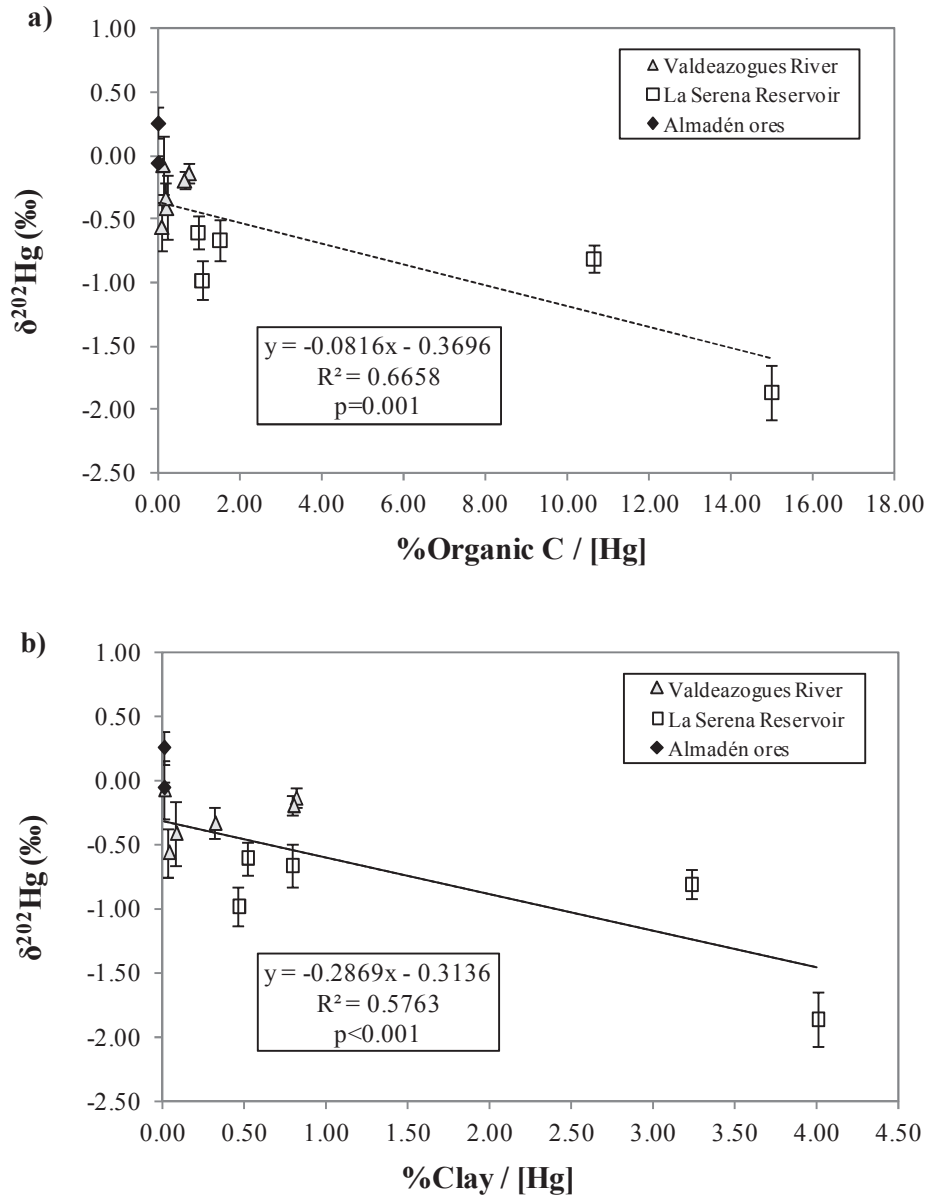 a)
1.00
0.50
0.00
-0.50
-1.00
-1.50
-2.00
-2.50
δ²⁰²Hg (‰)
Valdeazogues River
La Serena Reservoir
Almadén ores
y = -0.0816x - 0.3696
R² = 0.6658
p=0.001
0.00 2.00 4.00 6.00 8.00 10.00 12.00 14.00 16.00 18.00
%Organic C / [Hg]
b)
1.00
0.50
0.00
-0.50
-1.00
-1.50
-2.00
-2.50
δ²⁰²Hg (‰)
Valdeazogues River
La Serena Reservoir
Almadén ores
y = -0.2869x - 0.3136
R² = 0.5763
p<0.001
0.00 0.50 1.00 1.50 2.00 2.50 3.00 3.50 4.00 4.50
%Clay / [Hg]